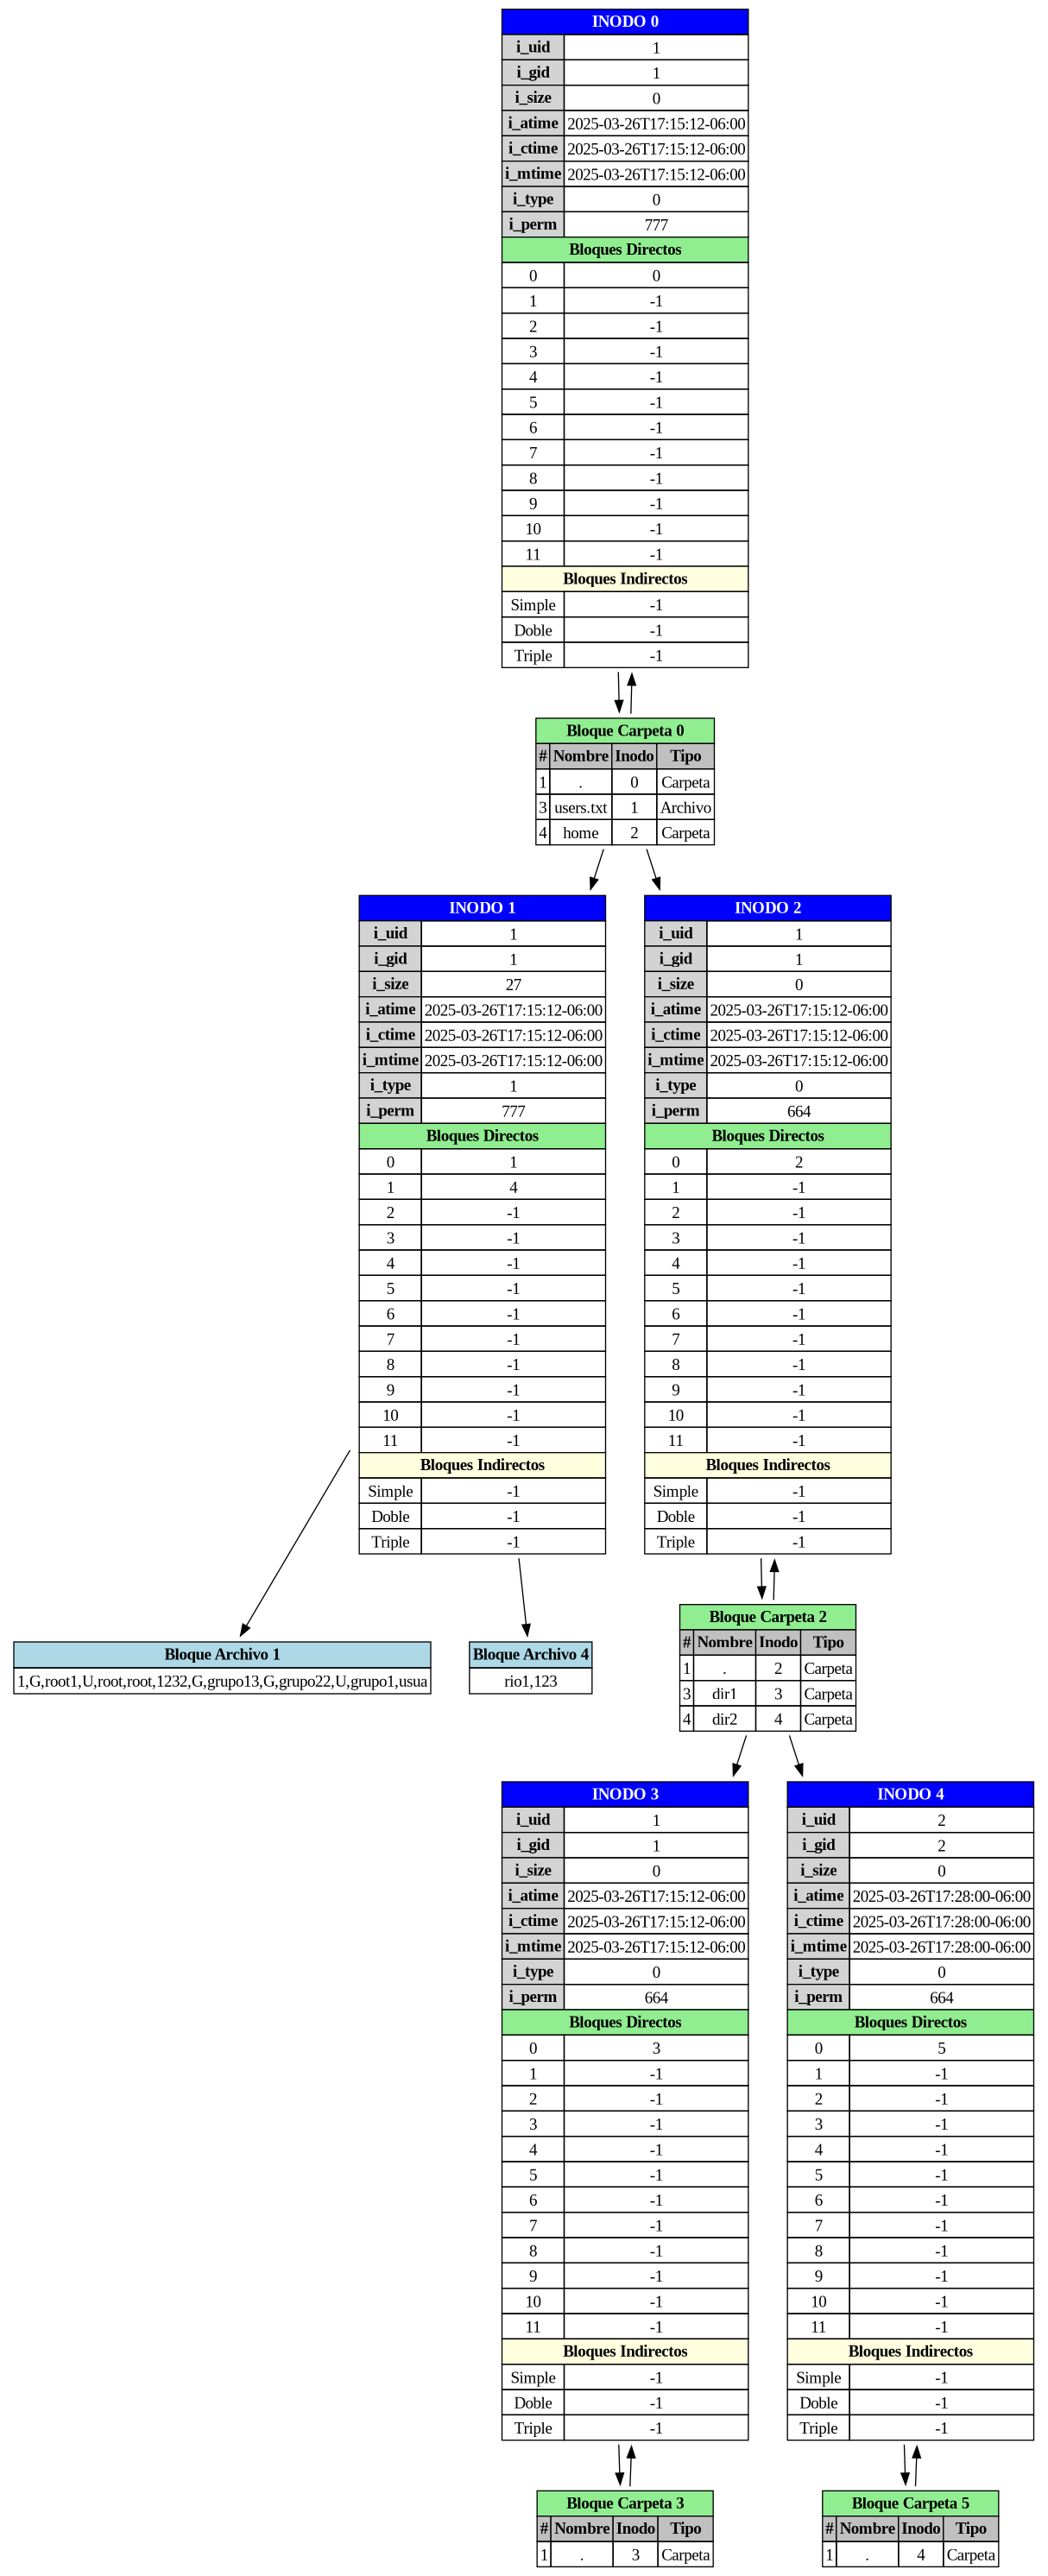 INODO 0
i_uid 1
i_gid 1
i_size 0
i_atime 2025-03-26T17:15:12-06:00
i_ctime 2025-03-26T17:15:12-06:00
i_mtime 2025-03-26T17:15:12-06:00
i_type 0
i_perm 777
Bloques Directos
0 0
1 -1
2 -1
3 -1
4 -1
5 -1
6 -1
7 -1
8 -1
9 -1
10 -1
11 -1
Bloques Indirectos
Simple -1
Doble -1
Triple -1
Bloque Carpeta 0
# Nombre Inodo Tipo
1 . 0 Carpeta
3 users.txt 1 Archivo
4 home 2 Carpeta
INODO 1
i_uid 1
i_gid 1
i_size 27
i_atime 2025-03-26T17:15:12-06:00
i_ctime 2025-03-26T17:15:12-06:00
i_mtime 2025-03-26T17:15:12-06:00
i_type 1
i_perm 777
Bloques Directos
0 1
1 4
2 -1
3 -1
4 -1
5 -1
6 -1
7 -1
8 -1
9 -1
10 -1
11 -1
Bloques Indirectos
Simple -1
Doble -1
Triple -1
INODO 2
i_uid 1
i_gid 1
i_size 0
i_atime 2025-03-26T17:15:12-06:00
i_ctime 2025-03-26T17:15:12-06:00
i_mtime 2025-03-26T17:15:12-06:00
i_type 0
i_perm 664
Bloques Directos
0 2
1 -1
2 -1
3 -1
4 -1
5 -1
6 -1
7 -1
8 -1
9 -1
10 -1
11 -1
Bloques Indirectos
Simple -1
Doble -1
Triple -1
Bloque Archivo 1
1,G,root1,U,root,root,1232,G,grupo13,G,grupo22,U,grupo1,usua
Bloque Archivo 4
rio1,123
Bloque Carpeta 2
# Nombre Inodo Tipo
1 . 2 Carpeta
3 dir1 3 Carpeta
4 dir2 4 Carpeta
INODO 3
i_uid 1
i_gid 1
i_size 0
i_atime 2025-03-26T17:15:12-06:00
i_ctime 2025-03-26T17:15:12-06:00
i_mtime 2025-03-26T17:15:12-06:00
i_type 0
i_perm 664
Bloques Directos
0 3
1 -1
2 -1
3 -1
4 -1
5 -1
6 -1
7 -1
8 -1
9 -1
10 -1
11 -1
Bloques Indirectos
Simple -1
Doble -1
Triple -1
INODO 4
i_uid 2
i_gid 2
i_size 0
i_atime 2025-03-26T17:28:00-06:00
i_ctime 2025-03-26T17:28:00-06:00
i_mtime 2025-03-26T17:28:00-06:00
i_type 0
i_perm 664
Bloques Directos
0 5
1 -1
2 -1
3 -1
4 -1
5 -1
6 -1
7 -1
8 -1
9 -1
10 -1
11 -1
Bloques Indirectos
Simple -1
Doble -1
Triple -1
Bloque Carpeta 3
# Nombre Inodo Tipo
1 . 3 Carpeta
Bloque Carpeta 5
# Nombre Inodo Tipo
1 . 4 Carpeta